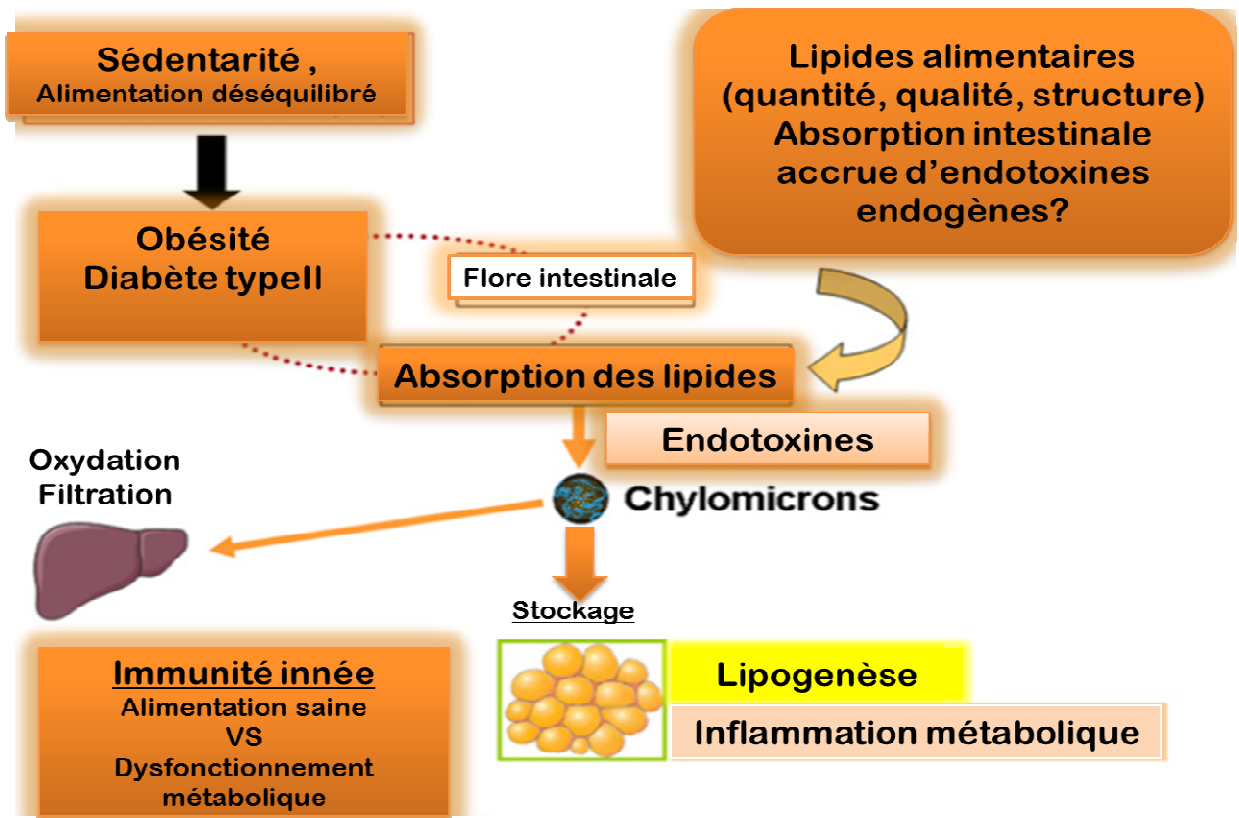 Sédentarité ,
Alimentation déséquilibré
Lipides alimentaires
(quantité, qualité, structure)
Absorption intestinale
accrue d’endotoxines
endogènes?
Obésité
Diabète typeII
Flore intestinale
Absorption des lipides
Endotoxines
Oxydation
Filtration
Chylomicrons
Stockage
Immunité innée
Alimentation saine
VS
Dysfonctionnement
métabolique
Lipogenèse
Inflammation métabolique